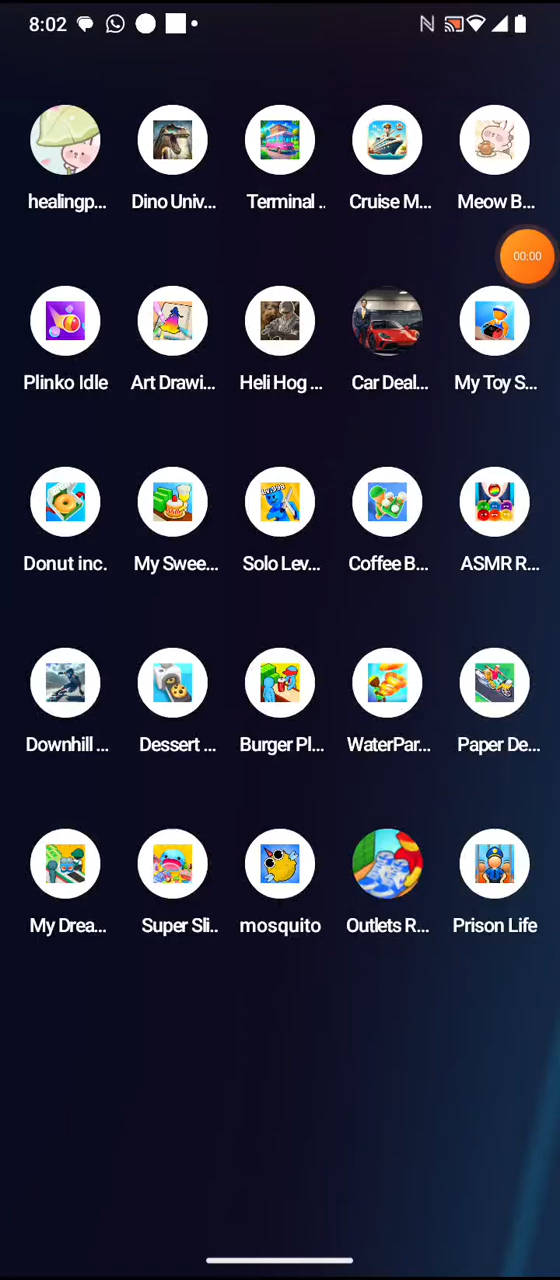 8:02
00:00
healingp...
Dino Univ...
Terminal ..
Cruise M...
Meow B...
Plinko Idle
Art Drawi...
Heli Hog ...
Car Deal...
My Toy S...
Donut inc.
My Swee...
Solo Lev...
Coffee B...
ASMR R...
Downhill ...
Dessert ...
Burger Pl...
WaterPar...
Paper De...
My Drea...
Super Sli..
mosquito
Outlets R...
Prison Life